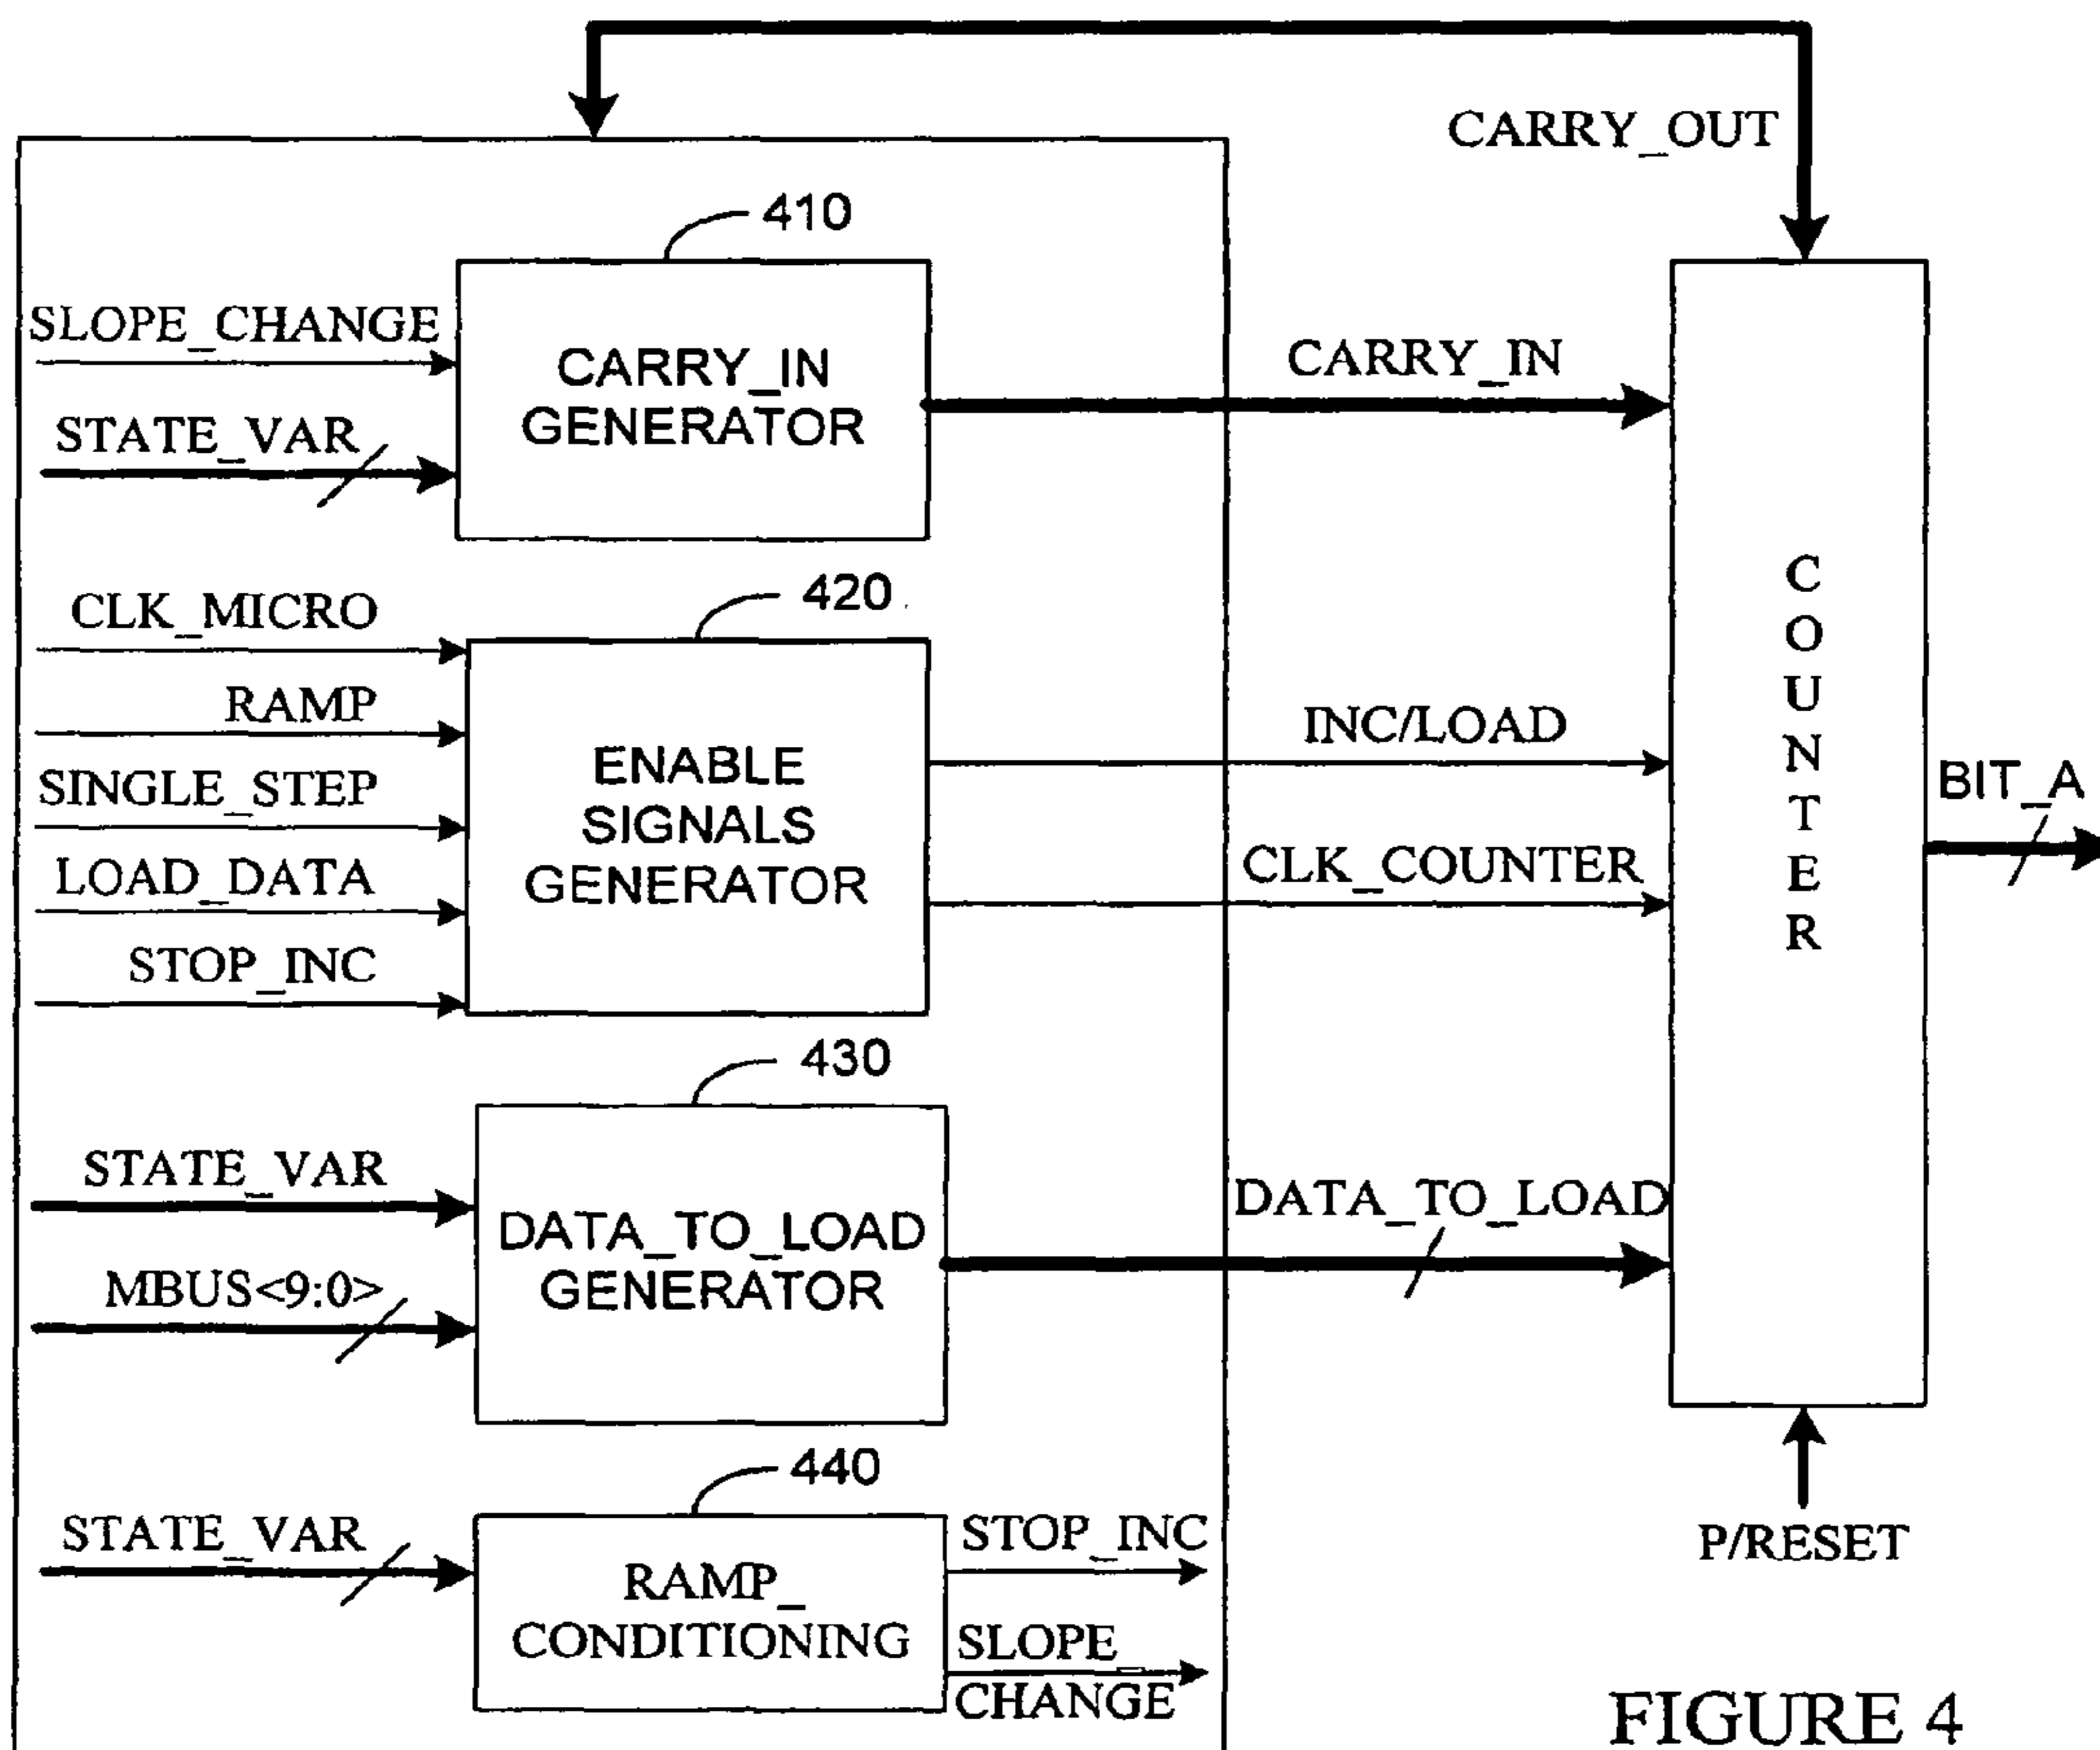 CARRY_OUT
410
SLOPE_CHANGE
STATE_VAR
CARRY_IN
GENERATOR
CARRY_IN
CLK_MICRO
RAMP
SINGLE_STEP
LOAD_DATA
STOP_INC
420
ENABLE
SIGNALS
GENERATOR
INC/LOAD
CLK_COUNTER
COUNTER
BIT_A
430
STATE_VAR
MBUS<9:0>
DATA_TO_LOAD
GENERATOR
DATA_TO_LOAD
440
STATE_VAR
RAMP_
CONDITIONING
STOP_INC
SLOPE_
CHANGE
P/RESET
FIGURE 4